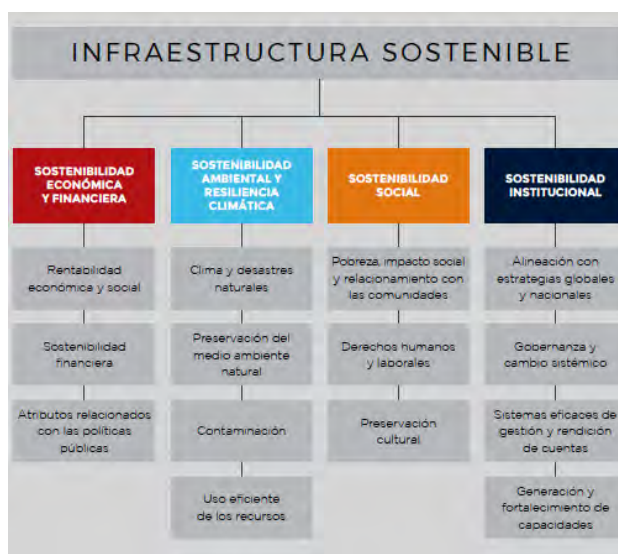 INFRAESTRUCTURA SOSTENIBLE
SOSTENIBILIDAD
ECONÓMICA
Y FINANCIERA
Rentabilidad
económica y social
Sostenibilidad
financiera
Atributos relacionados
con las políticas
públicas
SOSTENIBILIDAD
AMBIENTAL Y
RESILIENCIA
CLIMÁTICA
Clima y desastres
naturales
Preservación del
medio ambiente
natural
Contaminación
Uso eficiente
de los recursos
SOSTENIBILIDAD
SOCIAL
Pobreza, impacto social
y relacionamiento con
las comunidades
Derechos humanos
y laborales
Preservación
cultural
SOSTENIBILIDAD
INSTITUCIONAL
Alineación con
estrategias globales
y nacionales
Gobernanza y
cambio sistémico
Sistemas eficaces de
gestión y rendición
de cuentas
Generación y
fortalecimiento de
capacidades